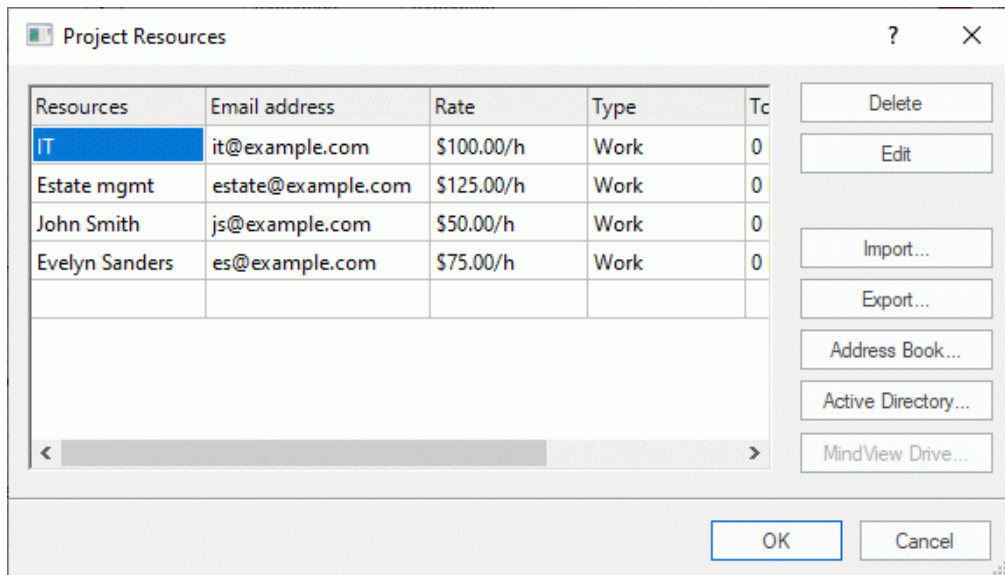 Project Resources ?
Resources Email address Rate Type
IT it@example.com $100.00/h Work 0
Estate mgmt estate@example.com $125.00/h Work 0
John Smith js@example.com $50.00/h Work 0
Evelyn Sanders es@example.com $75.00/h Work 0
Delete
Edit
Import...
Export...
Address Book...
Active Directory...
MindView Drive...
OK Cancel